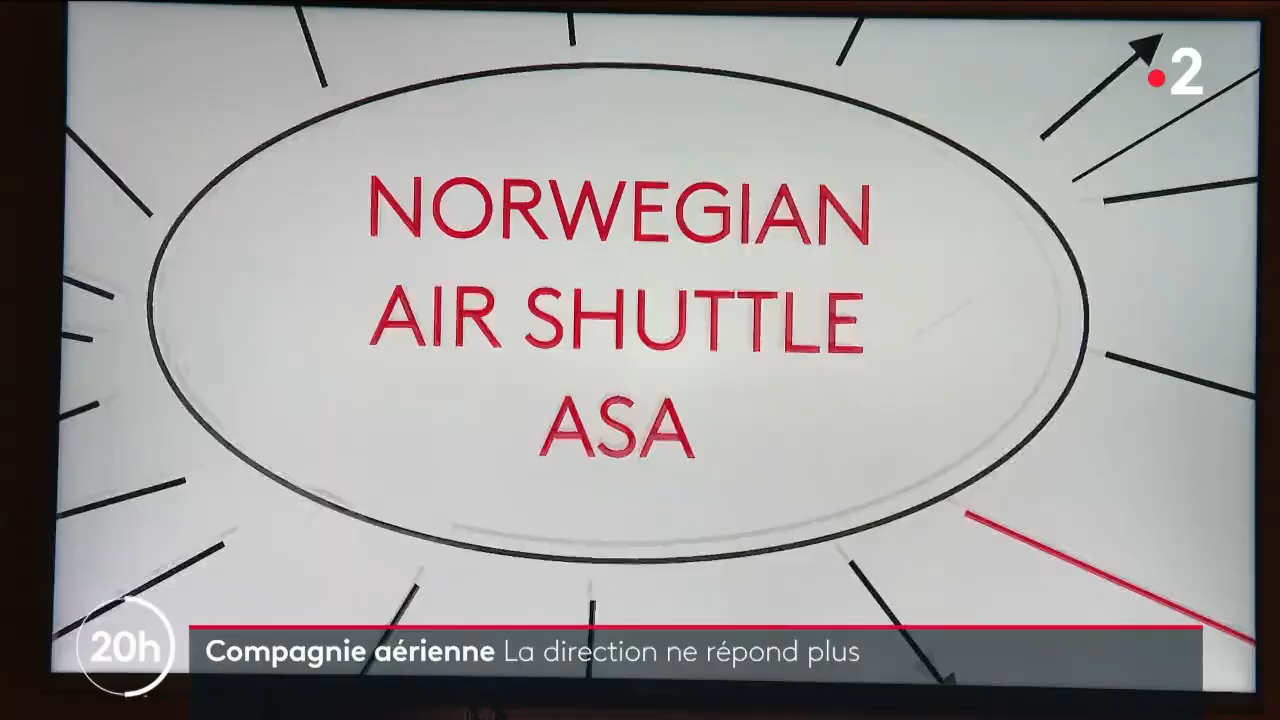 2
NORWEGIAN
AIR SHUTTLE
ASA
20h
Compagnie aérienne La direction ne répond plus